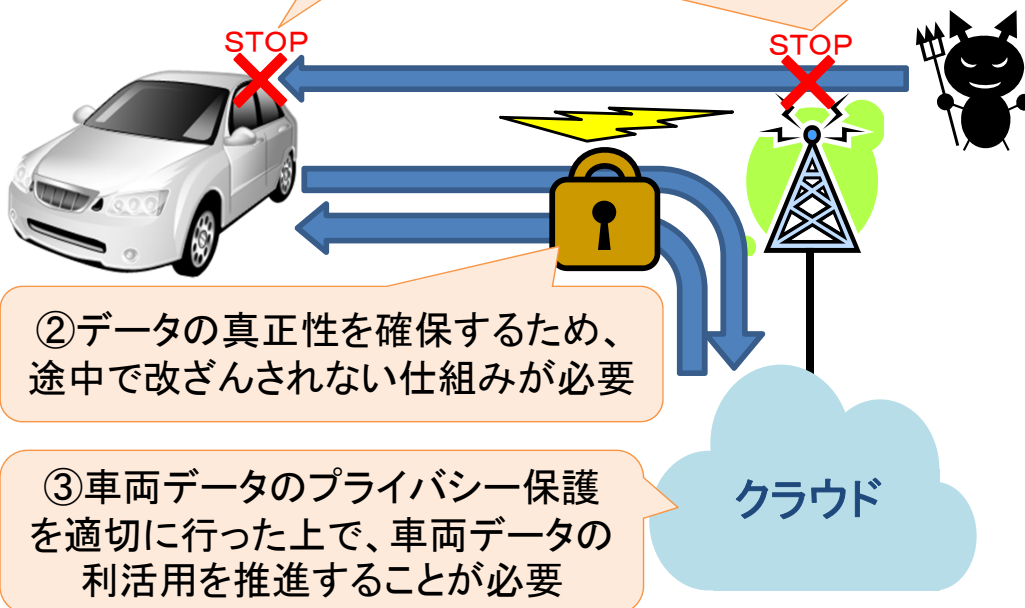 STOP
STOP
②データの真正性を確保するため、
途中で改ざんされない仕組みが必要
③車両データのプライバシー保護
を適切に行った上で、車両データの
利活用を推進することが必要
クラウド